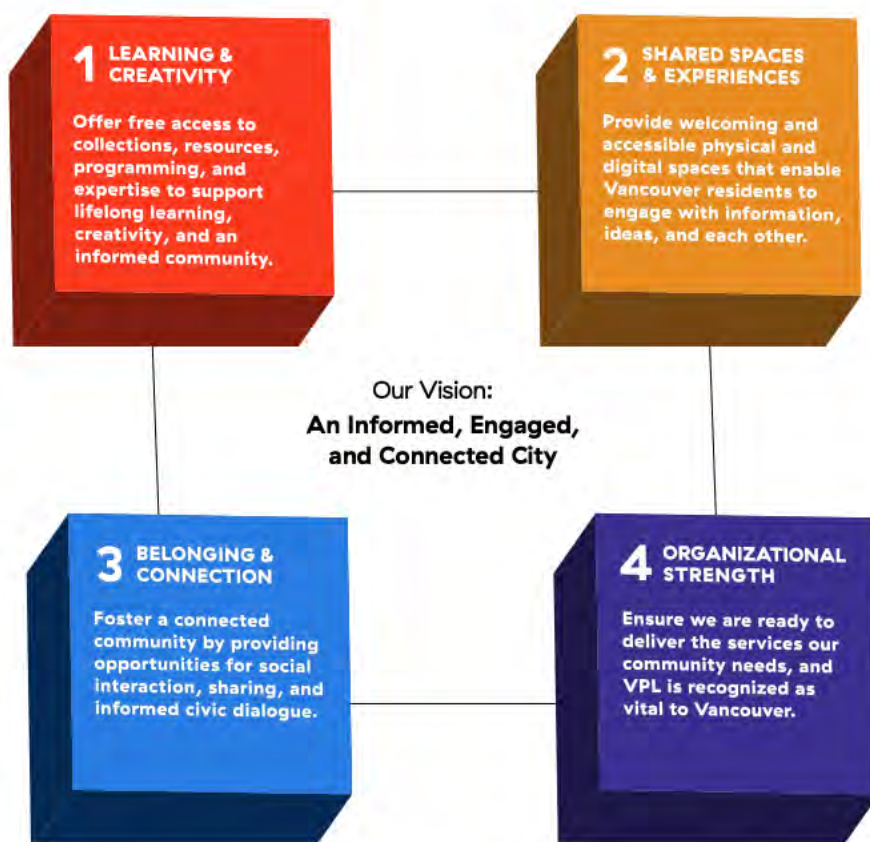 1 LEARNING &
CREATIVITY
Offer free access to
collections, resources,
programming, and
expertise to support
lifelong learning,
creativity, and an
informed community.
2 SHARED SPACES
& EXPERIENCES
Provide welcoming and
accessible physical and
digital spaces that enable
Vancouver residents to
engage with information,
ideas, and each other.
Our Vision:
An Informed, Engaged,
and Connected City
3 BELONGING &
CONNECTION
Foster a connected
community by providing
opportunities for social
interaction, sharing, and
informed civic dialogue.
4 ORGANIZATIONAL
STRENGTH
Ensure we are ready to
deliver the services our
community needs, and
VPL is recognized as
vital to Vancouver.